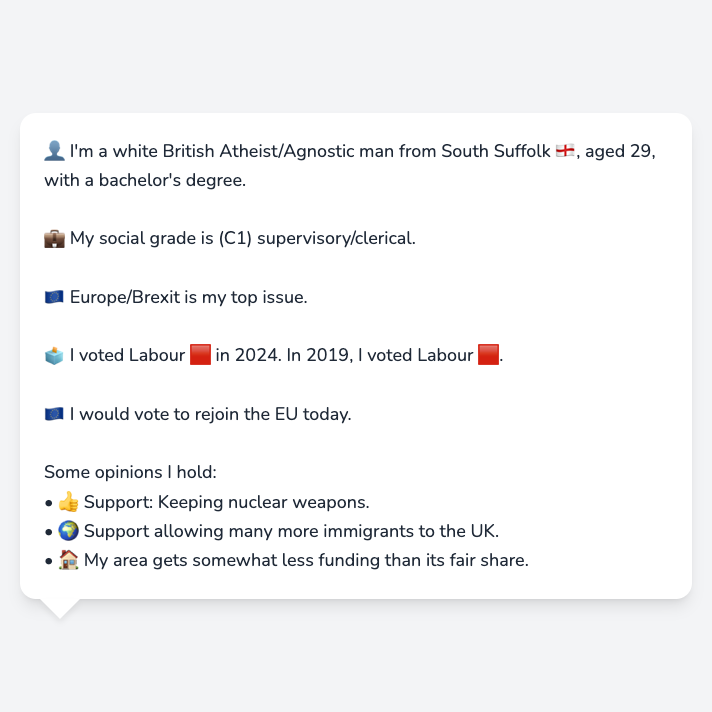 👤 I'm a white British Atheist/Agnostic man from South Suffolk 🏴󠁧󠁢󠁥󠁮󠁧󠁿, aged 29,
with a bachelor's degree.
💼 My social grade is (C1) supervisory/clerical.
🇪🇺 Europe/Brexit is my top issue.
🗳️ I voted Labour 🟥 in 2024. In 2019, I voted Labour 🟥.
🇪🇺 I would vote to rejoin the EU today.
Some opinions I hold:
• 👍 Support: Keeping nuclear weapons.
• 🌍 Support allowing many more immigrants to the UK.
• 🏠 My area gets somewhat less funding than its fair share.